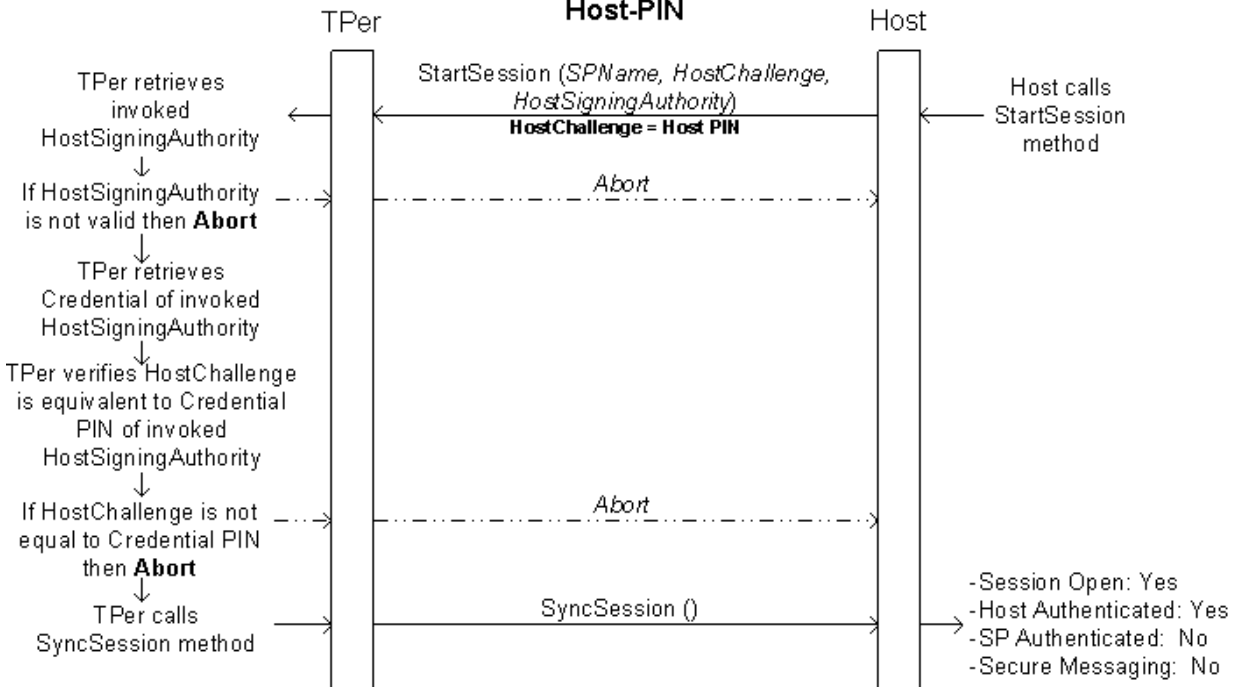 Host-PIN
TPer
Host
StartSession (SPName, HostChallenge,
HostSigningAuthority)
HostChallenge = Host PIN
Host calls
StartSession
method
TPer retrieves
invoked
HostSigningAuthority
If HostSigningAuthority
is not valid then Abort
Abort
TPer retrieves
Credential of invoked
HostSigningAuthority
TPer verifies HostChallenge
is equivalent to Credential
PIN of invoked
HostSigningAuthority
If HostChallenge is not
equal to Credential PIN
then Abort
Abort
TPer calls
SyncSession method
SyncSession ()
-Session Open: Yes
-Host Authenticated: Yes
-SP Authenticated: No
-Secure Messaging: No